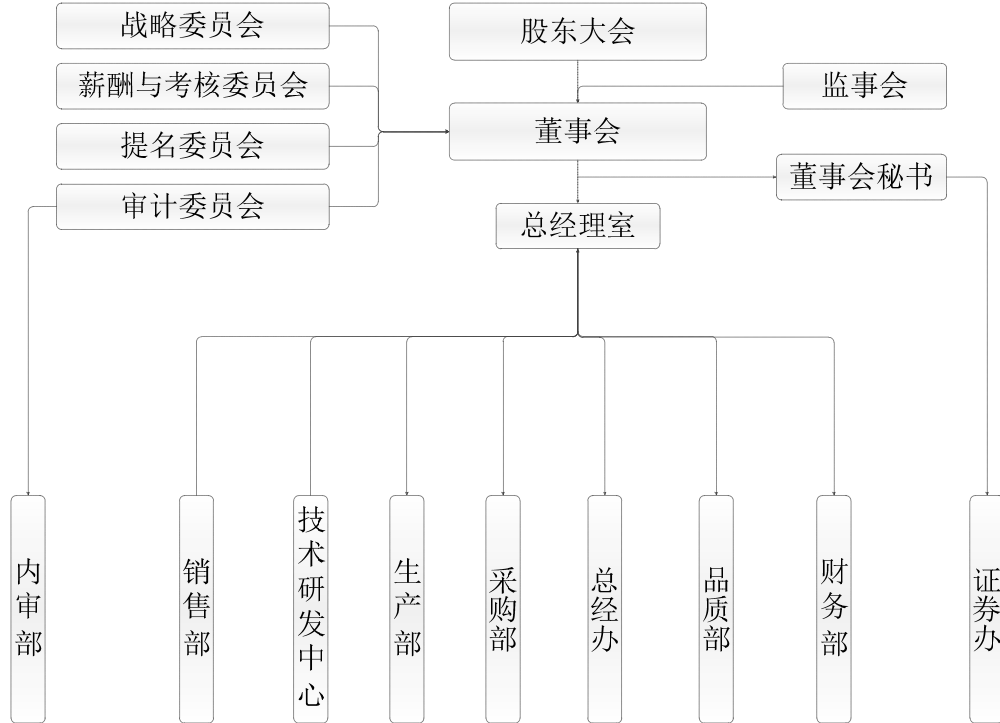 战略委员会
股东大会
薪酬与考核委员会
监事会
董事会
提名委员会
董事会秘书
审计委员会
总经理室
内审部
销售部
技术研发中心
生产部
采购部
总经办
品质部
财务部
证券办